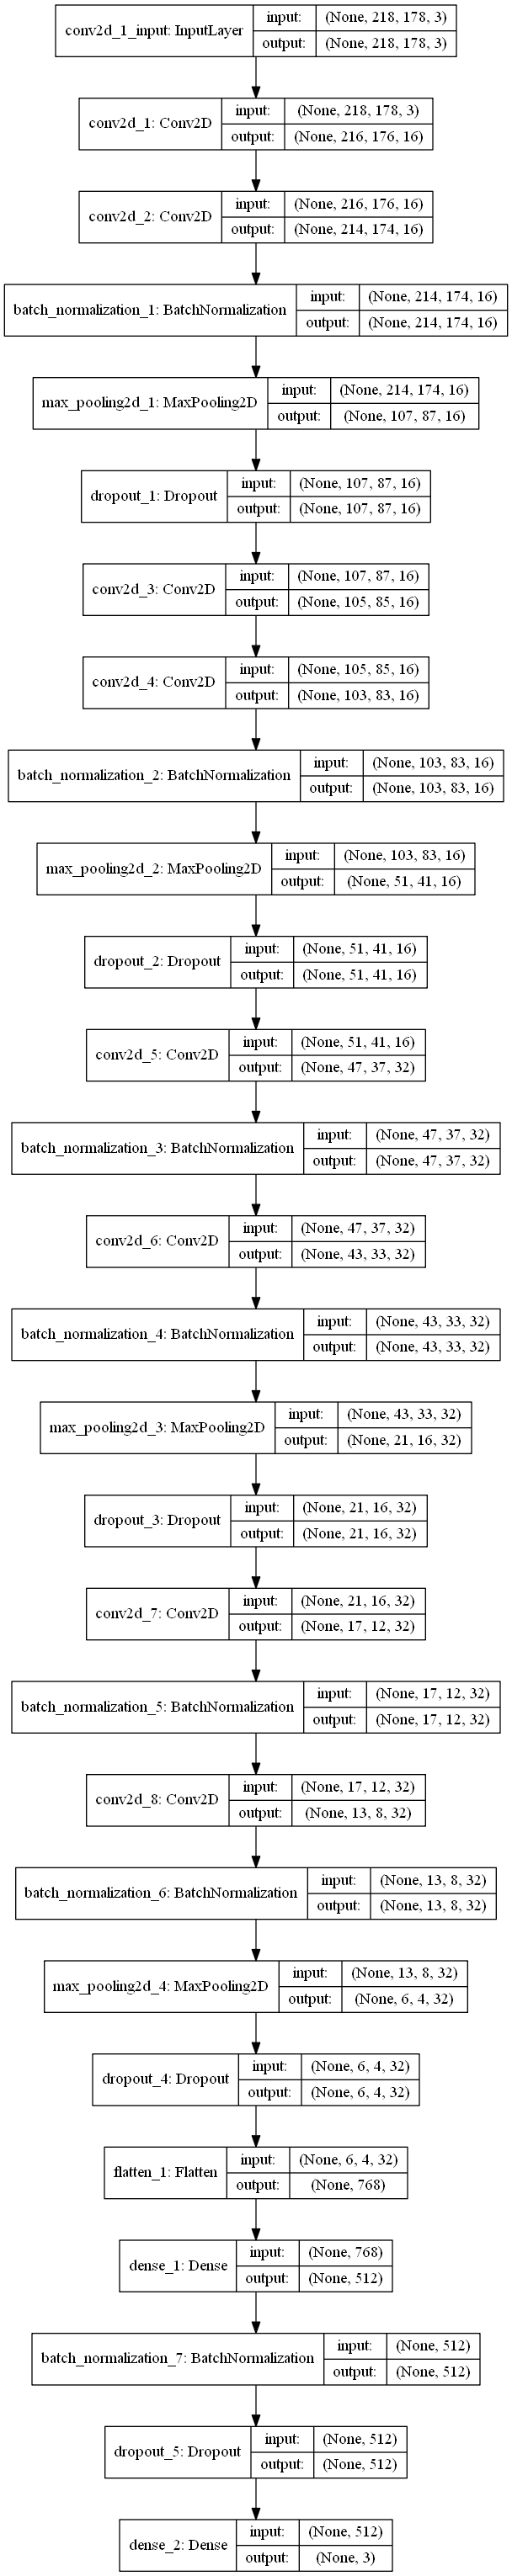 conv2d_1_input: InputLayer input: (None, 218, 178, 3)
output: (None, 218, 178, 3)
conv2d_1: Conv2D input: (None, 218, 178, 3)
output: (None, 216, 176, 16)
conv2d_2: Conv2D input: (None, 216, 176, 16)
output: (None, 214, 174, 16)
batch_normalization_1: BatchNormalization input: (None, 214, 174, 16)
output: (None, 214, 174, 16)
max_pooling2d_1: MaxPooling2D input: (None, 214, 174, 16)
output: (None, 107, 87, 16)
dropout_1: Dropout input: (None, 107, 87, 16)
output: (None, 107, 87, 16)
conv2d_3: Conv2D input: (None, 107, 87, 16)
output: (None, 105, 85, 16)
conv2d_4: Conv2D input: (None, 105, 85, 16)
output: (None, 103, 83, 16)
batch_normalization_2: BatchNormalization input: (None, 103, 83, 16)
output: (None, 103, 83, 16)
max_pooling2d_2: MaxPooling2D input: (None, 103, 83, 16)
output: (None, 51, 41, 16)
dropout_2: Dropout input: (None, 51, 41, 16)
output: (None, 51, 41, 16)
conv2d_5: Conv2D input: (None, 51, 41, 16)
output: (None, 47, 37, 32)
batch_normalization_3: BatchNormalization input: (None, 47, 37, 32)
output: (None, 47, 37, 32)
conv2d_6: Conv2D input: (None, 47, 37, 32)
output: (None, 43, 33, 32)
batch_normalization_4: BatchNormalization input: (None, 43, 33, 32)
output: (None, 43, 33, 32)
max_pooling2d_3: MaxPooling2D input: (None, 43, 33, 32)
output: (None, 21, 16, 32)
dropout_3: Dropout input: (None, 21, 16, 32)
output: (None, 21, 16, 32)
conv2d_7: Conv2D input: (None, 21, 16, 32)
output: (None, 17, 12, 32)
batch_normalization_5: BatchNormalization input: (None, 17, 12, 32)
output: (None, 17, 12, 32)
conv2d_8: Conv2D input: (None, 17, 12, 32)
output: (None, 13, 8, 32)
batch_normalization_6: BatchNormalization input: (None, 13, 8, 32)
output: (None, 13, 8, 32)
max_pooling2d_4: MaxPooling2D input: (None, 13, 8, 32)
output: (None, 6, 4, 32)
dropout_4: Dropout input: (None, 6, 4, 32)
output: (None, 6, 4, 32)
flatten_1: Flatten input: (None, 6, 4, 32)
output: (None, 768)
dense_1: Dense input: (None, 768)
output: (None, 512)
batch_normalization_7: BatchNormalization input: (None, 512)
output: (None, 512)
dropout_5: Dropout input: (None, 512)
output: (None, 512)
dense_2: Dense input: (None, 512)
output: (None, 3)